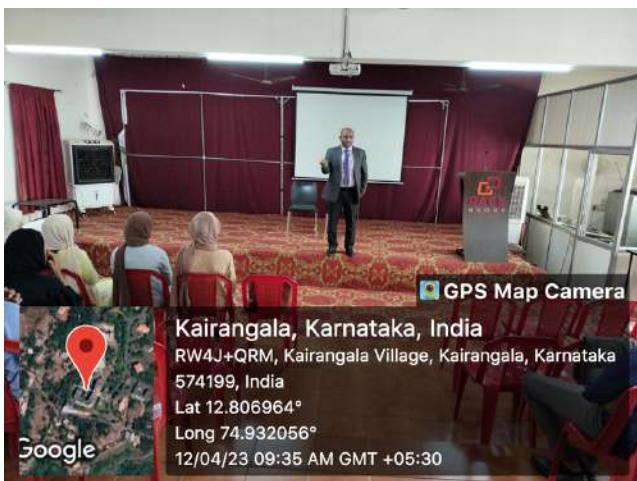 GROUP
GPS Map Camera
Kairangala, Karnataka, India
RW4J+QRM, Kairangala Village, Kairangala, Karnataka
574199, India
Lat 12.806964°
Long 74.932056°
12/04/23 09:35 AM GMT +05:30
Google